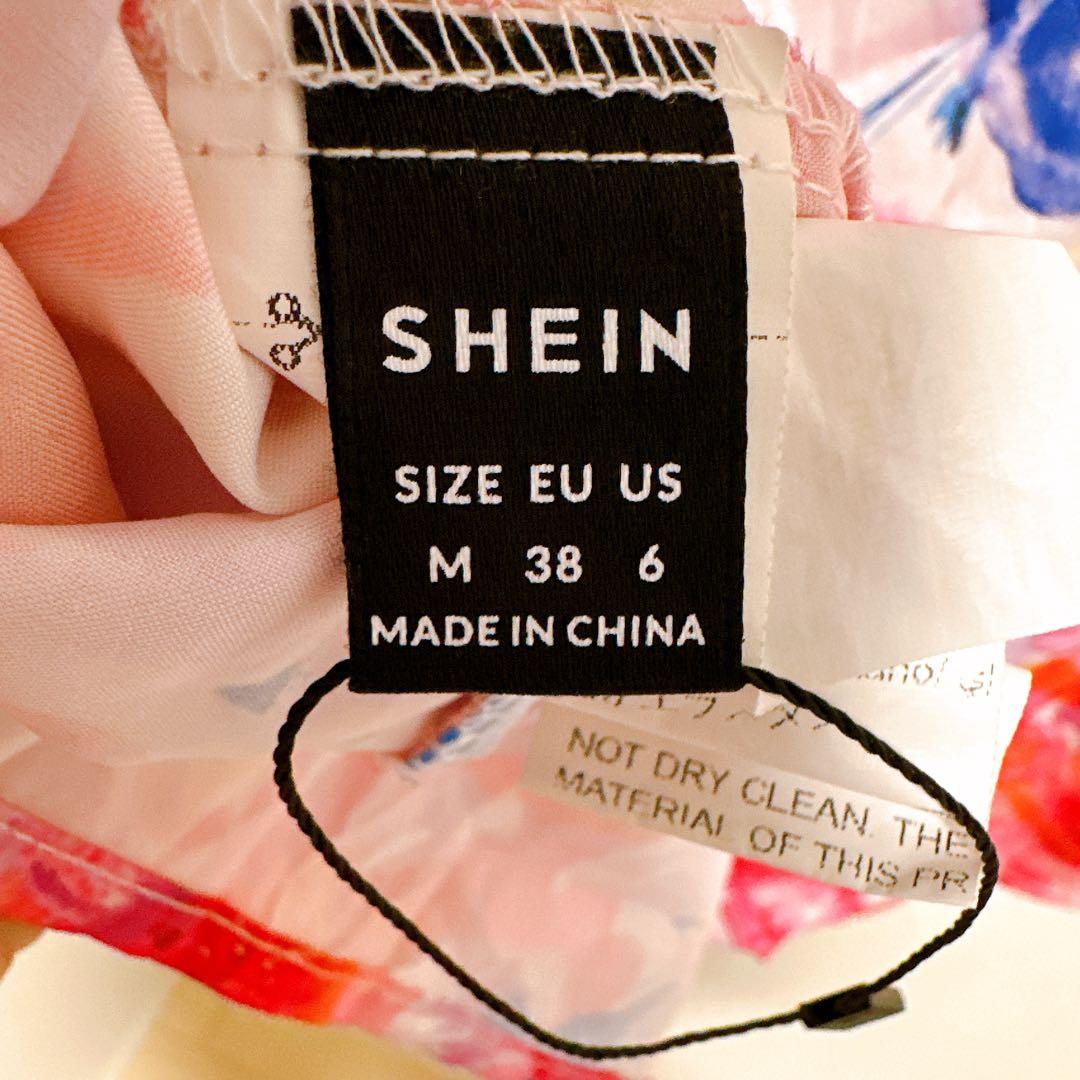 SHEIN
SIZE EU US
M 38 6
MADE IN CHINA
NOT DRY CLEAN. THE
MATERIAL OF THIS PR